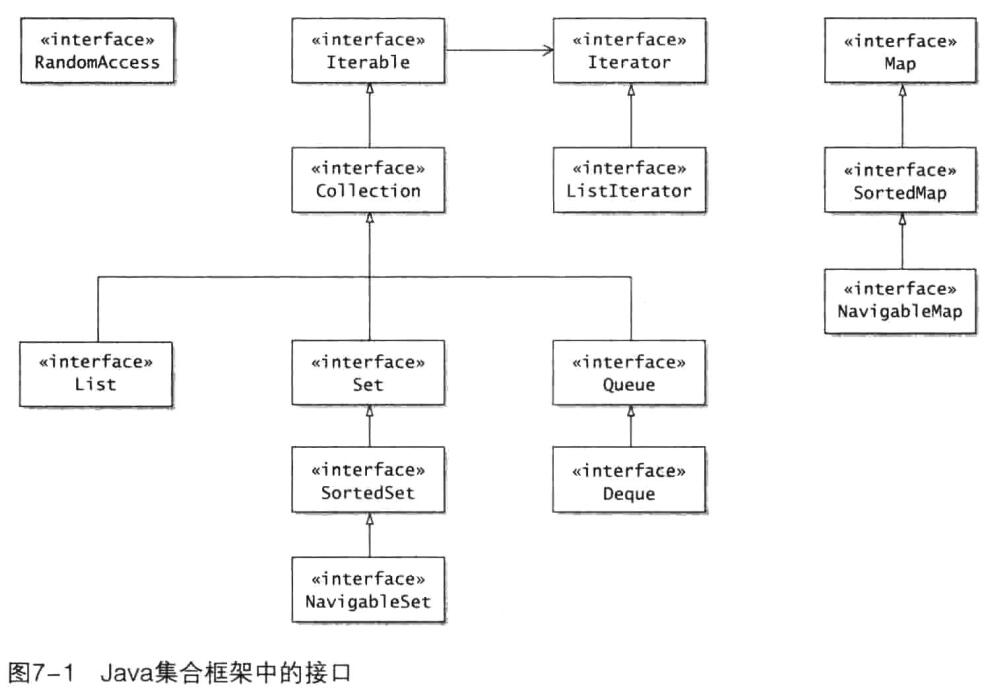 «interface»
RandomAccess
«interface»
Iterable
«interface»
Iterator
«interface»
Map
«interface»
Collection
«interface»
ListIterator
«interface»
SortedMap
«interface»
NavigableMap
«interface»
List
«interface»
Set
«interface»
Queue
«interface»
SortedSet
«interface»
Deque
«interface»
NavigableSet
图7-1 Java集合框架中的接口